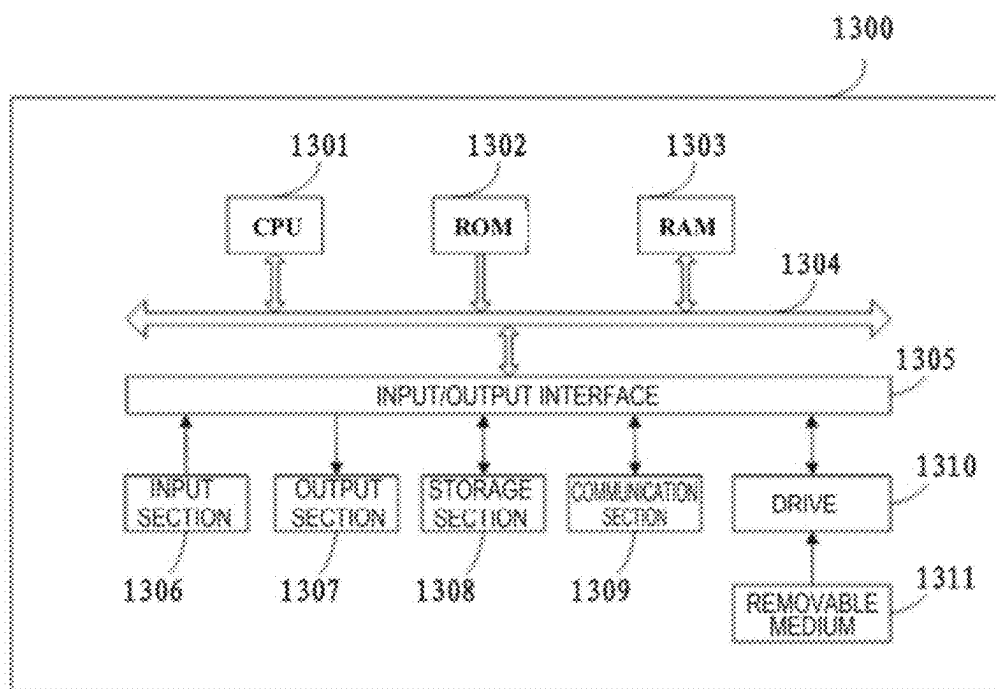 1300
1301
1302
1303
CPU
ROM
RAM
1304
1305
INPUT/OUTPUT INTERFACE
1310
INPUT
SECTION
OUTPUT
SECTION
STORAGE
SECTION
COMMUNICATION
SECTION
DRIVE
1306
1307
1308
1309
1311
REMOVABLE
MEDIUM